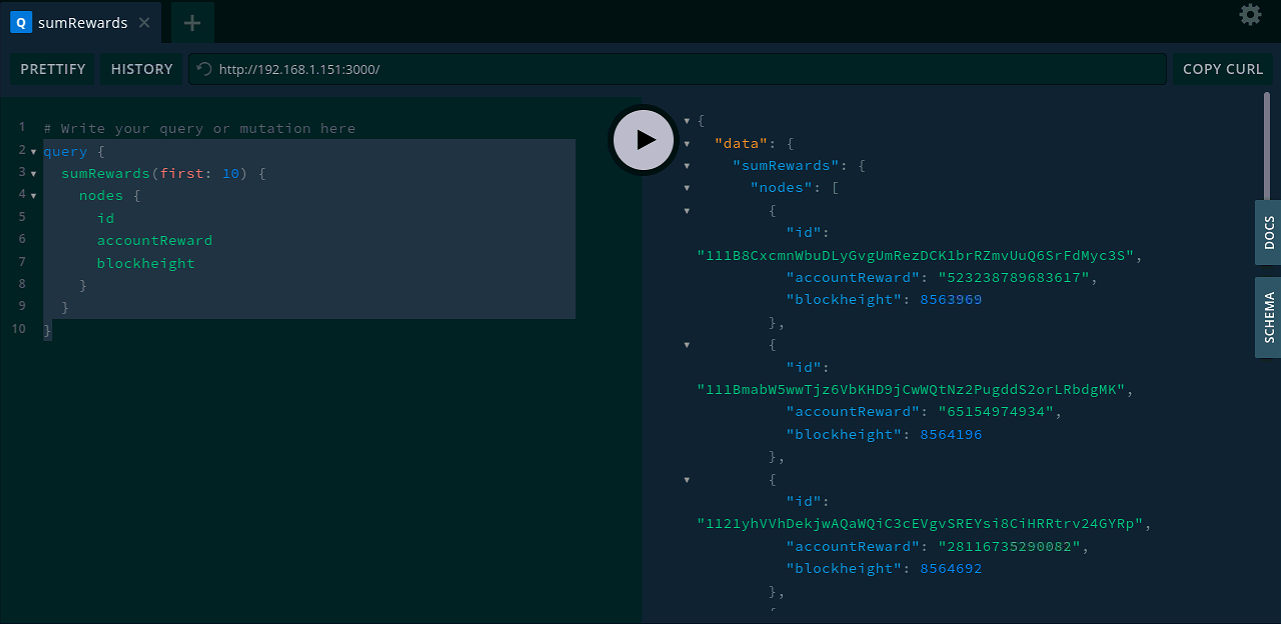 Q sumRewards × +
PRETTIFY HISTORY http://192.168.1.151:3000/ COPY CURL
1 # Write your query or mutation here
2 query {
3 sumRewards(first: 10) {
4 nodes {
5 id
6 accountReward
7 blockheight
8 }
9 }
10 }
{
"data": {
"sumRewards": {
"nodes": [
{
"id":
"111B8CxcmnWbuDLyGvgUmRezDCK1brRZmvUuQ6SrFdMyc3S",
"accountReward": "523238789683617",
"blockheight": 8563969
},
{
"id":
"111BmabW5wwTjz6VbKHD9jCwWQtNz2PugddS2orLRbdgMK",
"accountReward": "65154974934",
"blockheight": 8564196
},
{
"id":
"1121yhVVhDekjwAQaWQiC3cEVgvSREYsi8CiHRRtrv24GYRp",
"accountReward": "28116735290082",
"blockheight": 8564692
},
{
DOCS
SCHEMA